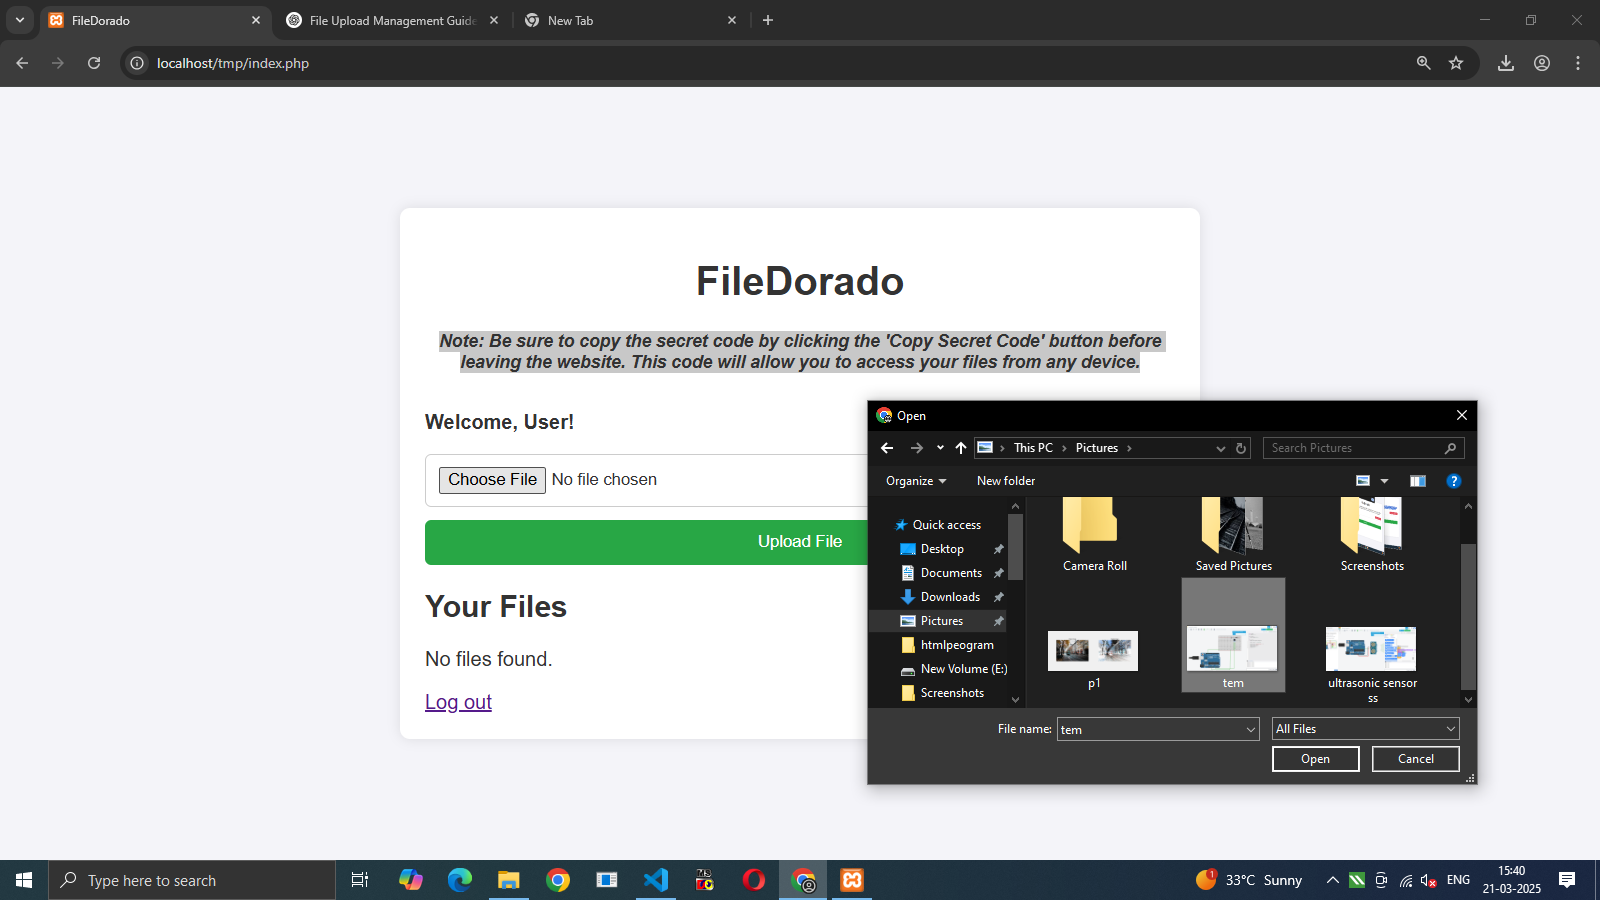 FileDorado
File Upload Management Guide
New Tab
localhost/tmp/index.php
FileDorado
Note: Be sure to copy the secret code by clicking the 'Copy Secret Code' button before
leaving the website. This code will allow you to access your files from any device.
Welcome, User!
Choose File No file chosen
Upload File
Your Files
No files found.
Log out
Open
This PC
Pictures
Search Pictures
Organize
New folder
Quick access
Desktop
Documents
Downloads
Pictures
htmlpeogram
New Volume (E:)
Screenshots
Camera Roll
Saved Pictures
Screenshots
p1
tem
ultrasonic sensor
ss
File name: tem
All Files
Open
Cancel
Type here to search
1
33°C Sunny
ENG
15:40
21-03-2025